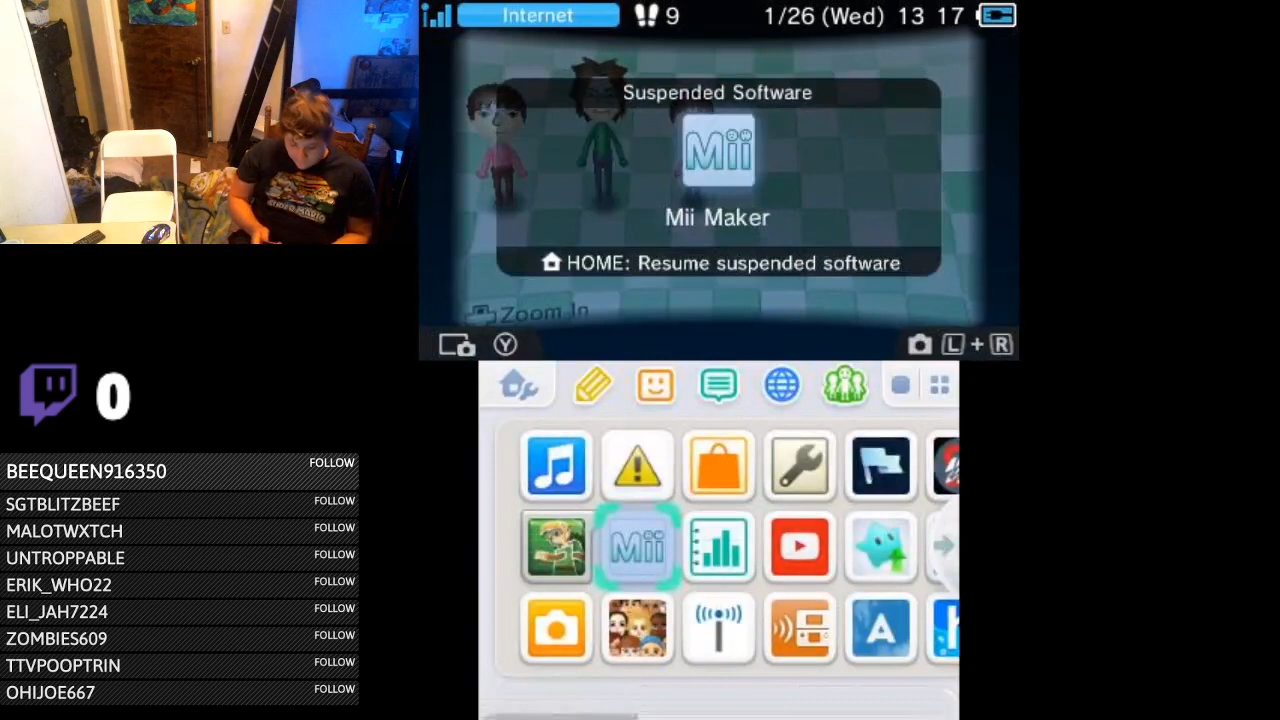 Internet 9 1/26 (Wed) 13 17
Suspended Software
Mii
Mii Maker
HOME: Resume suspended software
Zoom In
Y
L + R
0
BEEQUEEN916350 FOLLOW
SGTBLITZBEEF FOLLOW
MALOTWXTCH FOLLOW
UNTROPPABLE FOLLOW
ERIK_WHO22 FOLLOW
ELI_JAH7224 FOLLOW
ZOMBIES609 FOLLOW
TTVPOOPTRIN FOLLOW
OHIJOE667 FOLLOW
Mii
A